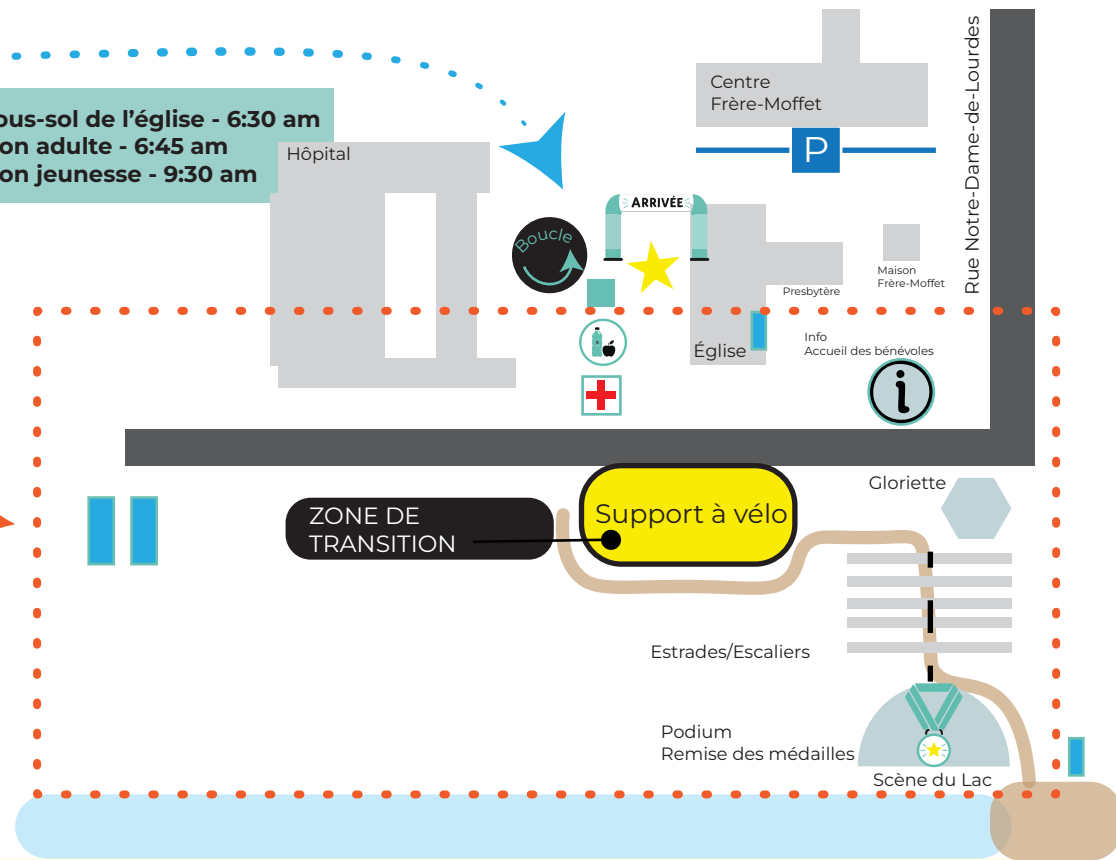 ous-sol de l’église - 6:30 am
on adulte - 6:45 am
on jeunesse - 9:30 am
Hôpital
Centre
Frère-Moffet
P
Rue Notre-Dame-de-Lourdes
ARRIVÉE
Boucle
Maison
Frère-Moffet
Presbytère
Église
Info
Accueil des bénévoles
i
Gloriette
ZONE DE
TRANSITION
Support à vélo
Estrades/Escaliers
Podium
Remise des médailles
Scène du Lac